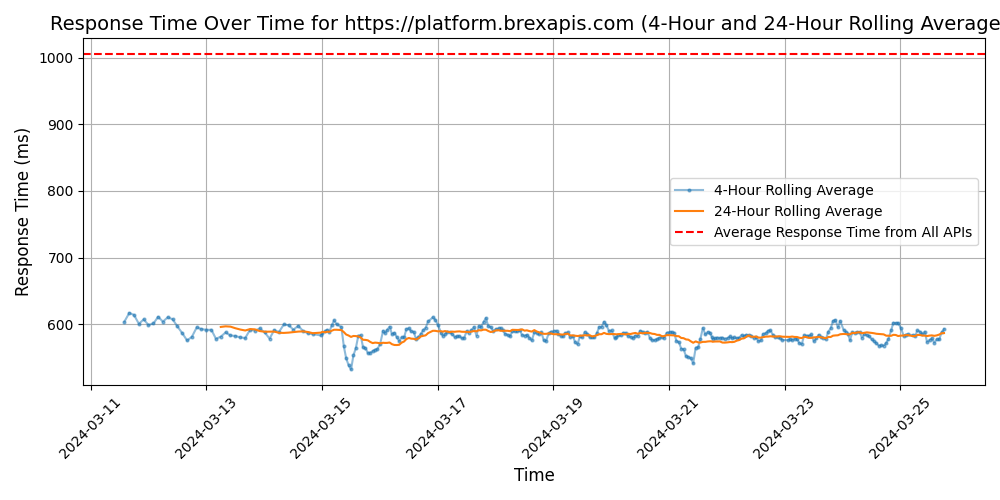 Response Time Over Time for https://platform.brexapis.com (4-Hour and 24-Hour Rolling Average
1000
900
800
700
600
Response Time (ms)
4-Hour Rolling Average
24-Hour Rolling Average
Average Response Time from All APIs
2024-03-11
2024-03-13
2024-03-15
2024-03-17
2024-03-19
2024-03-21
2024-03-23
2024-03-25
Time